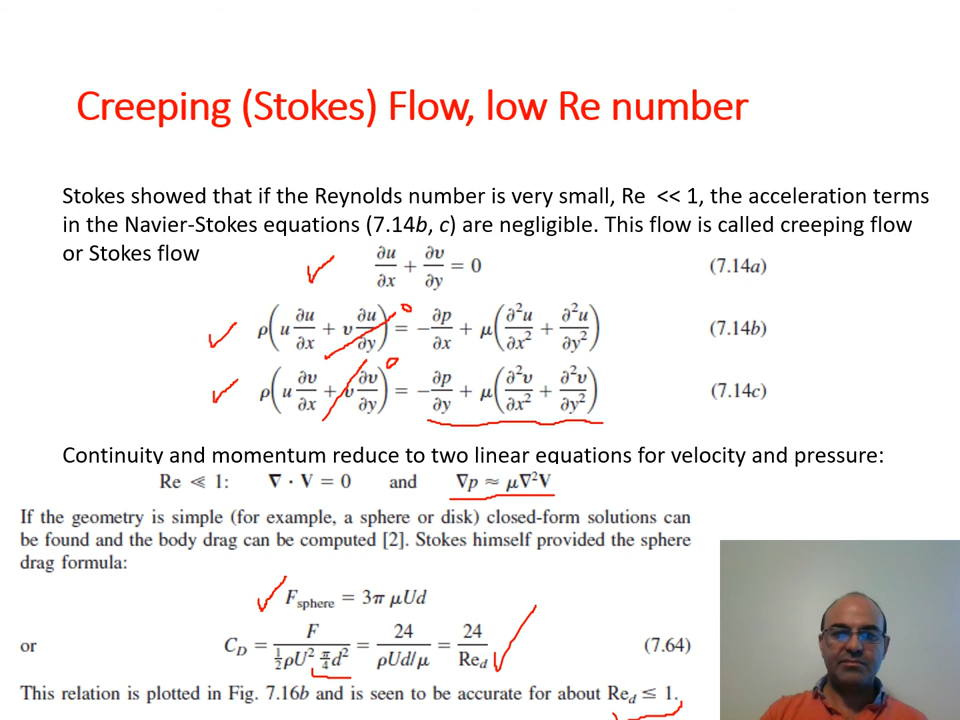 Creeping (Stokes) Flow, low Re number
Stokes showed that if the Reynolds number is very small, Re << 1, the acceleration terms
in the Navier-Stokes equations (7.14b, c) are negligible. This flow is called creeping flow
or Stokes flow
∂u/∂x + ∂v/∂y = 0 (7.14a)
ρ(u ∂u/∂x + v ∂u/∂y) = −∂p/∂x + μ(∂²u/∂x² + ∂²u/∂y²) (7.14b)
ρ(u ∂v/∂x + v ∂v/∂y) = −∂p/∂y + μ(∂²v/∂x² + ∂²v/∂y²) (7.14c)
Continuity and momentum reduce to two linear equations for velocity and pressure:
Re ≪ 1: ∇ · V = 0 and ∇p ≈ μ∇²V
If the geometry is simple (for example, a sphere or disk) closed-form solutions can
be found and the body drag can be computed [2]. Stokes himself provided the sphere
drag formula:
F_sphere = 3π μUd
or C_D = F/(½ρU² π/4 d²) = 24/(ρUd/μ) = 24/Re_d (7.64)
This relation is plotted in Fig. 7.16b and is seen to be accurate for about Re_d ≤ 1.